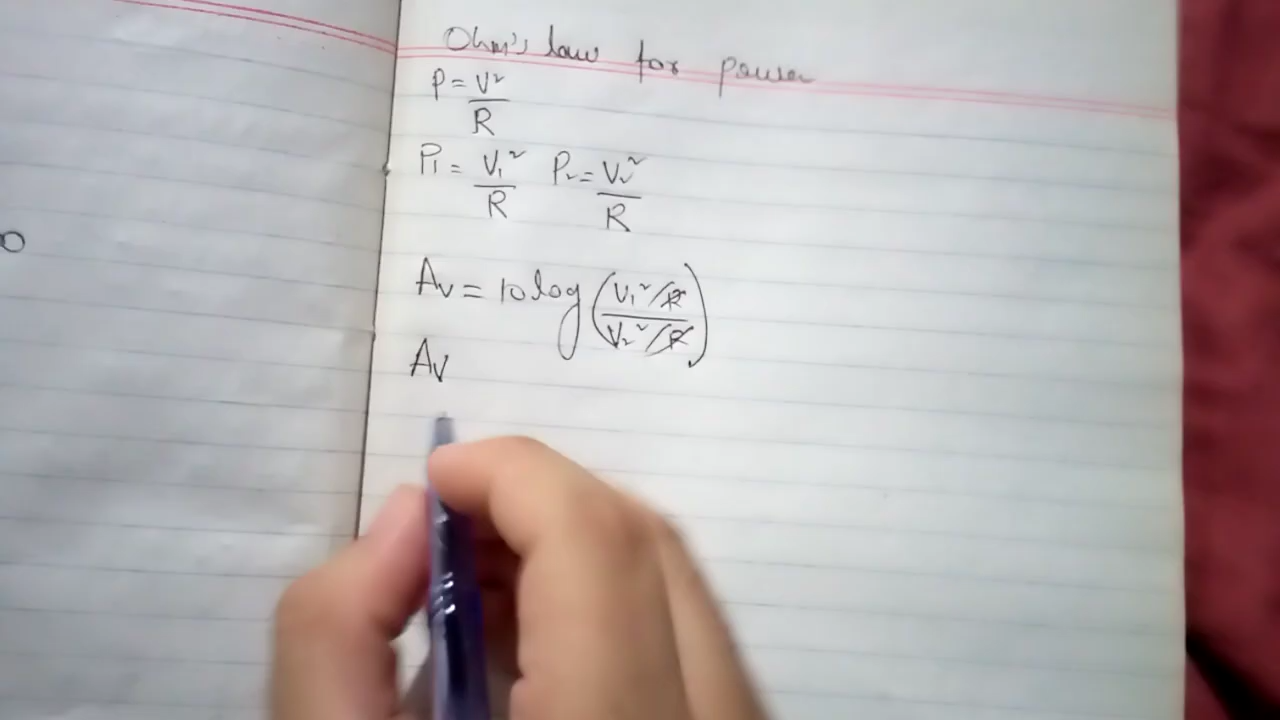 Ohm's law for power
P = V²/R
P₁ = V₁²/R P₂ = V₂²/R
Av = 10 log (V₁²/R / V₂²/R)
Av